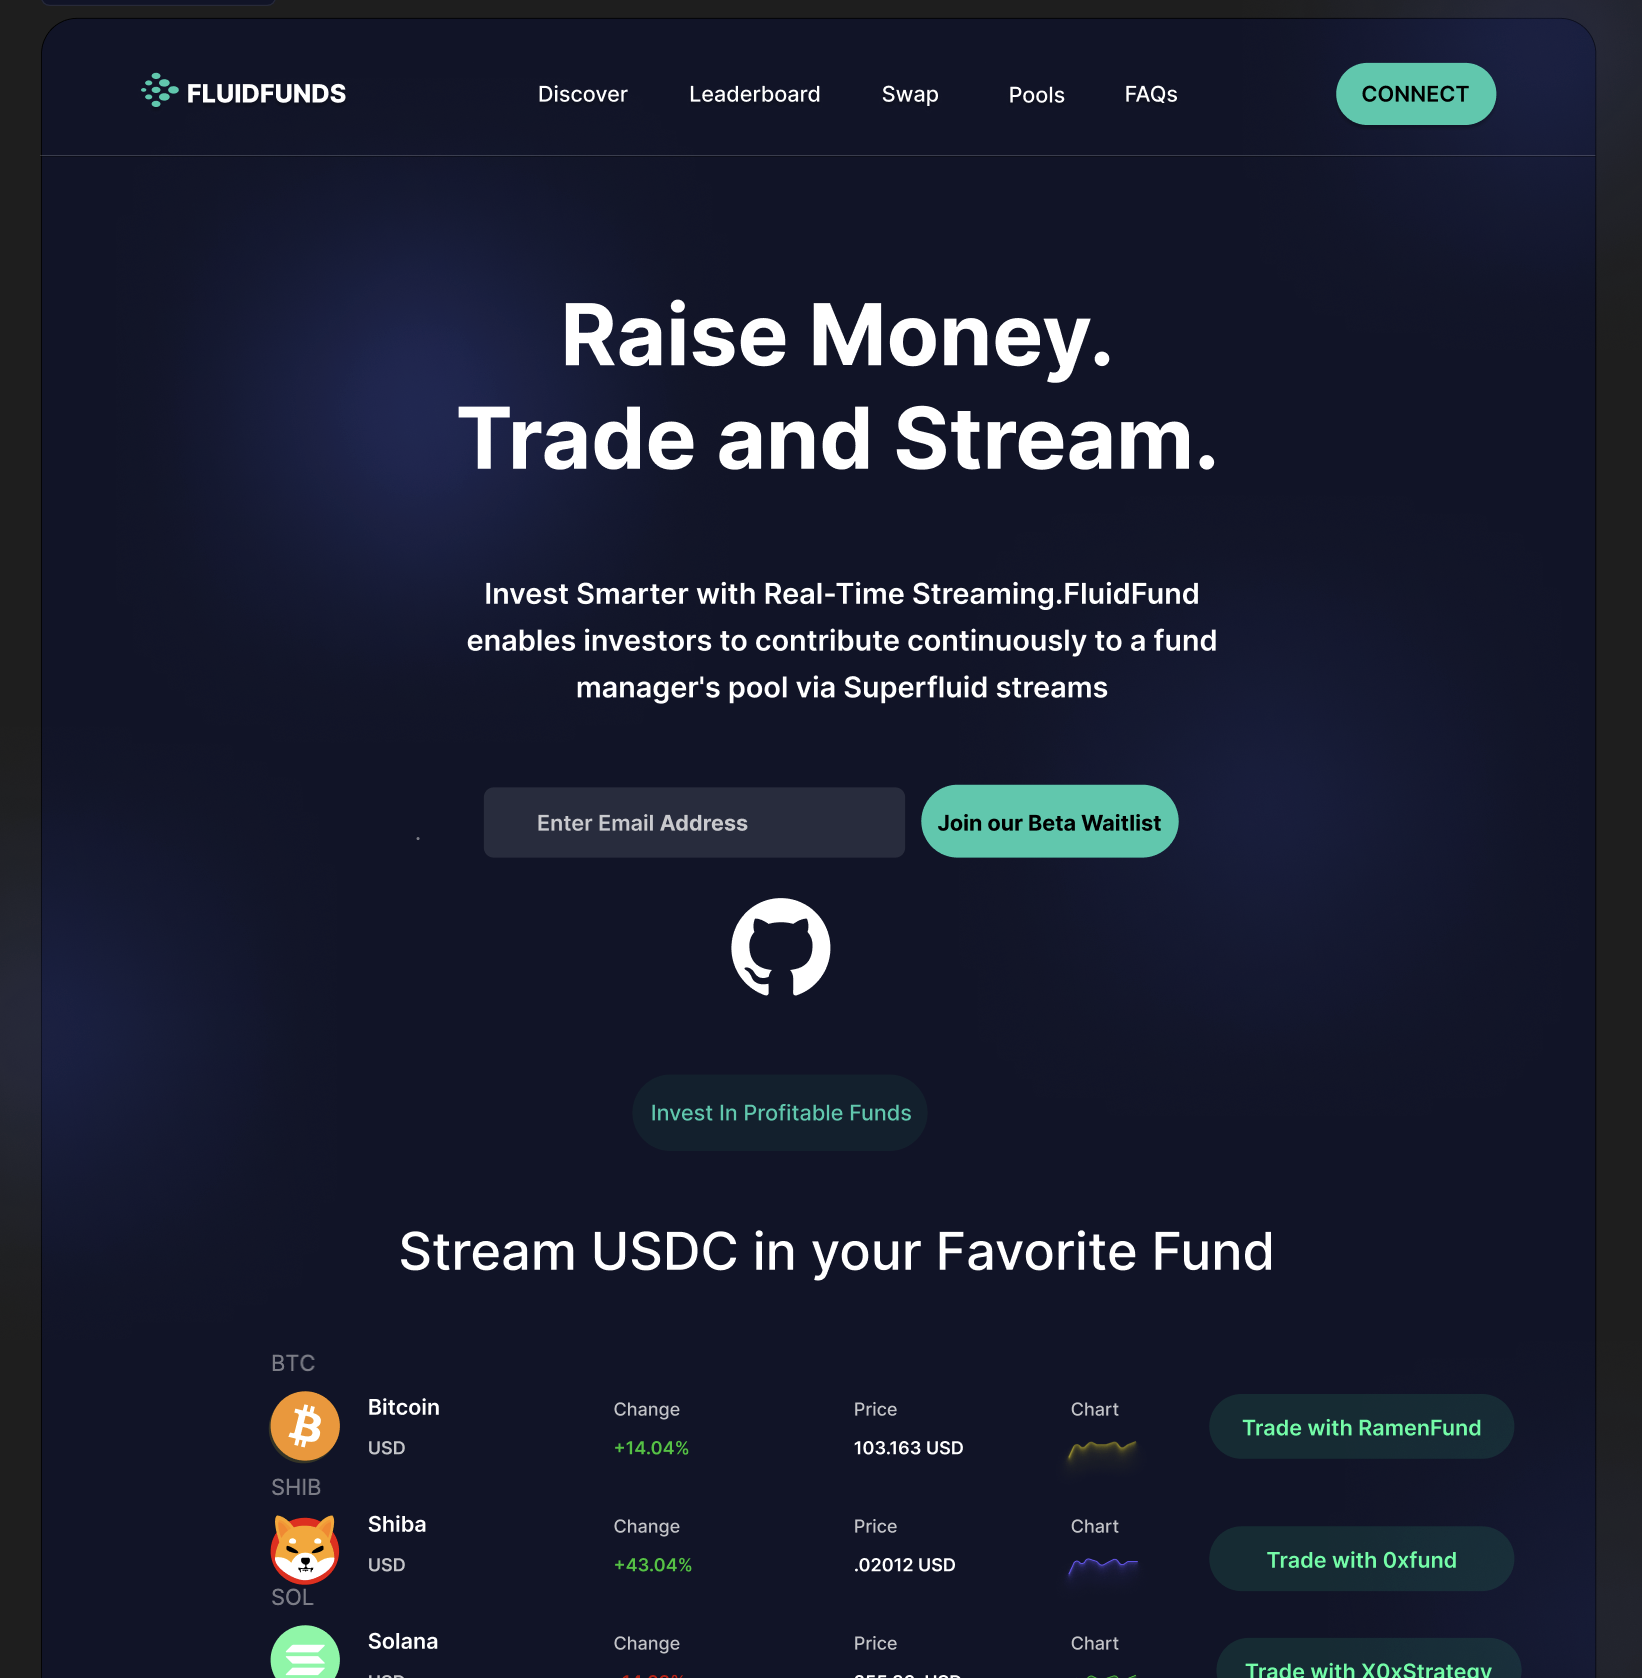 FLUIDFUNDS
Discover Leaderboard Swap Pools FAQs
CONNECT
Raise Money.
Trade and Stream.
Invest Smarter with Real-Time Streaming.FluidFund
enables investors to contribute continuously to a fund
manager's pool via Superfluid streams
Enter Email Address
Join our Beta Waitlist
Invest In Profitable Funds
Stream USDC in your Favorite Fund
BTC
Bitcoin Change Price Chart
USD +14.04% 103.163 USD
Trade with RamenFund
SHIB
Shiba Change Price Chart
USD +43.04% .02012 USD
Trade with 0xfund
SOL
Solana Change Price Chart
Trade with X0xStrategy